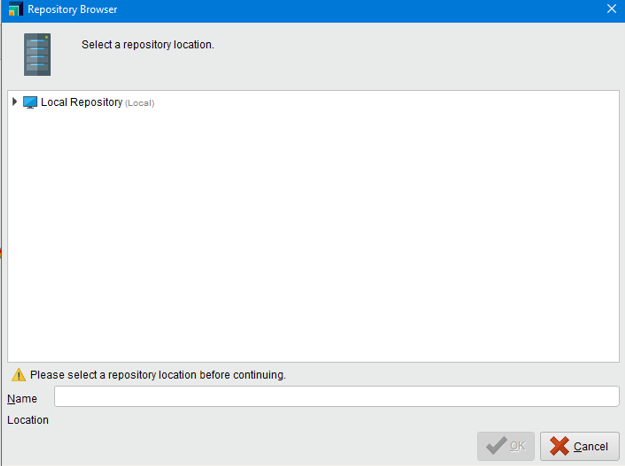 Repository Browser
Select a repository location.
Local Repository (Local)
Please select a repository location before continuing.
Name
Location
OK
Cancel